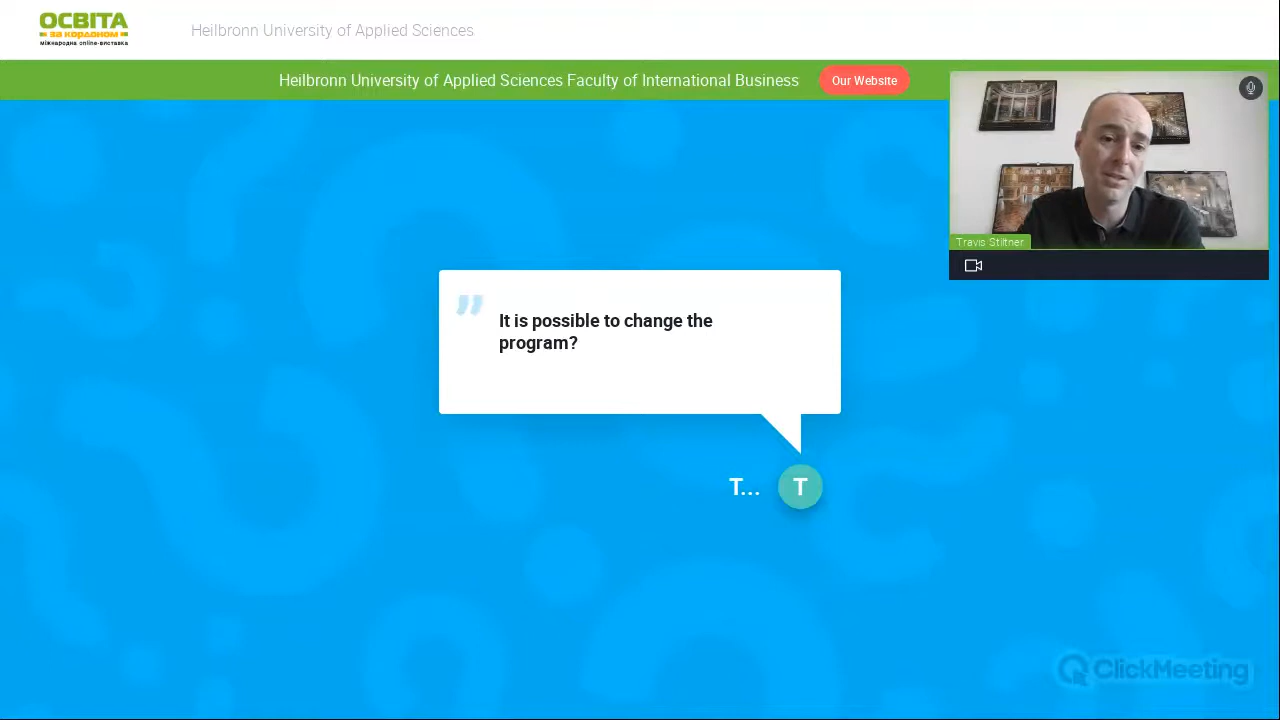 ОСВІТА
за кордоном
міжнародна online-виставка
Heilbronn University of Applied Sciences
Heilbronn University of Applied Sciences Faculty of International Business
Our Website
Travis Stiltner
It is possible to change the
program?
T...
T
ClickMeeting